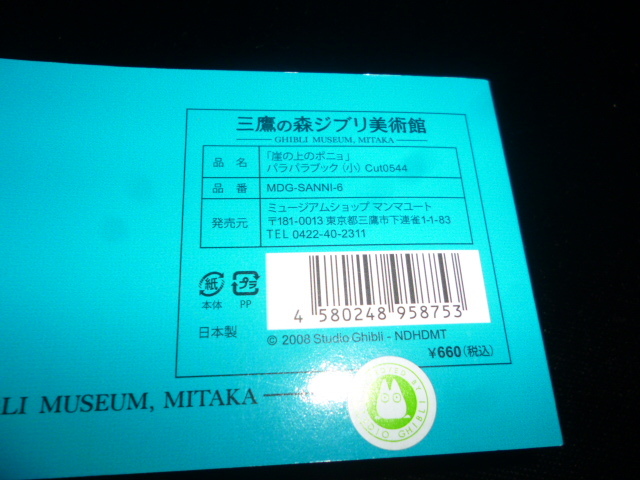 三鷹の森ジブリ美術館
GHIBLI MUSEUM, MITAKA
品名 「崖の上のポニョ」
パラパラブック(小) Cut0544
品番 MDG-SANNI-6
発売元 ミュージアムショップ マンマユート
〒181-0013 東京都三鷹市下連雀1-1-83
TEL 0422-40-2311
紙 プラ
本体 PP
4 580248 958753
日本製
© 2008 Studio Ghibli - NDHDMT
¥660(税込)
BLI MUSEUM, MITAKA
STUDIO GHIBLI